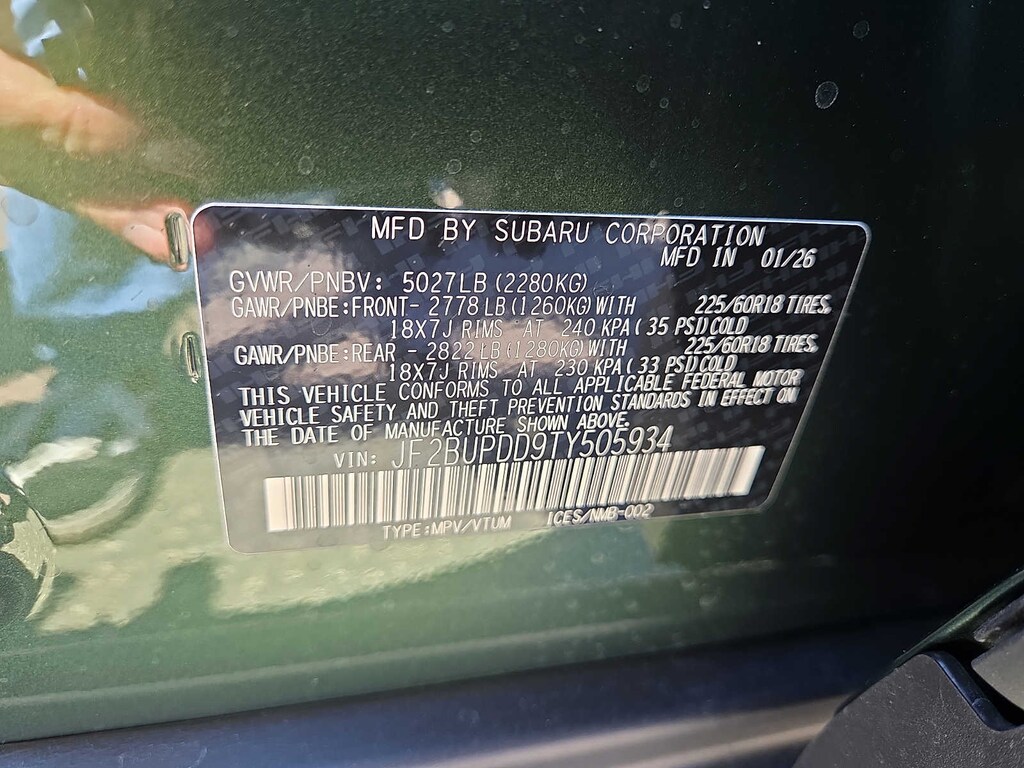 MFD BY SUBARU CORPORATION
MFD IN 01/26
GVWR/PNBV: 5027LB (2280KG)
GAWR/PNBE:FRONT- 2778 LB (1260KG) WITH 225/60R18 TIRES,
18X7J RIMS AT 240 KPA ( 35 PSI) COLD
GAWR/PNBE:REAR - 2822 LB (1280KG) WITH 225/60R18 TIRES,
18X7J RIMS AT 230 KPA ( 33 PSI) COLD
THIS VEHICLE CONFORMS TO ALL APPLICABLE FEDERAL MOTOR
VEHICLE SAFETY AND THEFT PREVENTION STANDARDS IN EFFECT ON
THE DATE OF MANUFACTURE SHOWN ABOVE.
VIN: JF2BUPDD9TY505934
TYPE:MPV/VTUM ICES/NMB-002